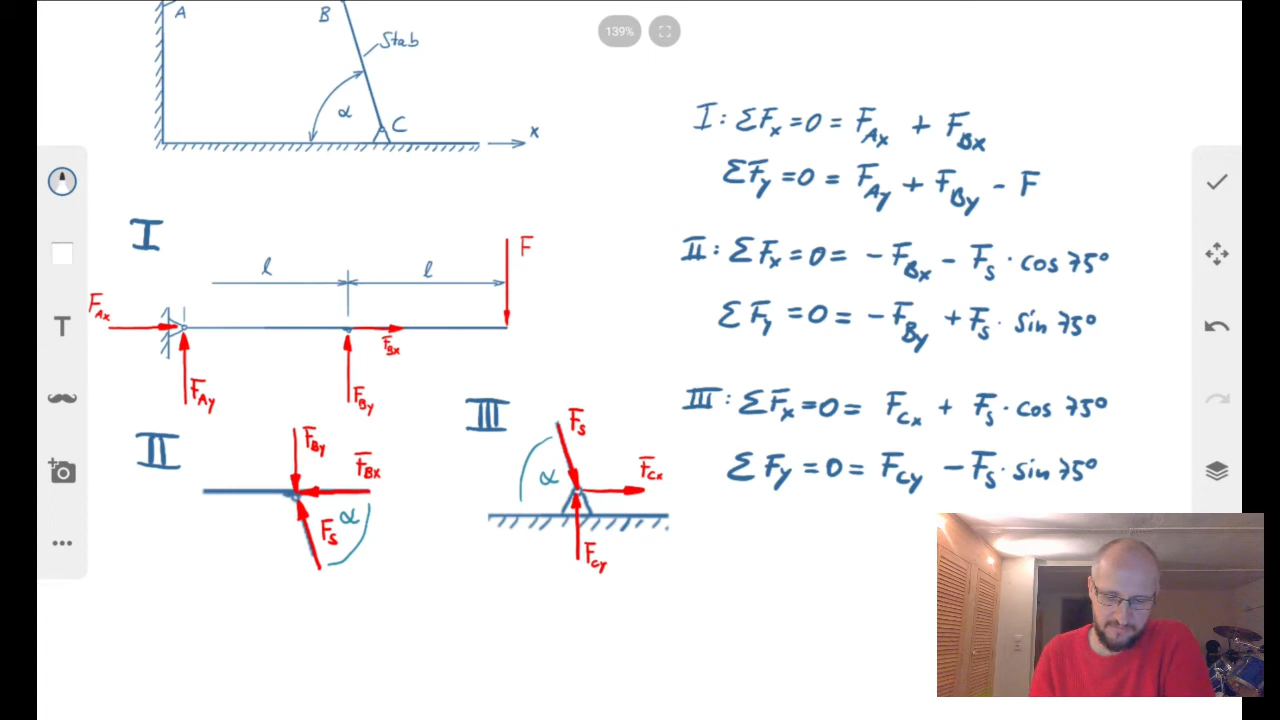 139%
A
B
Stab
α
C
x
I
l
l
F
F_Ax
F_Bx
F_Ay
F_By
II
F_By
F_Bx
F_s
α
III
F_s
α
F_Cx
F_Cy
I: ΣF_x = 0 = F_Ax + F_Bx
ΣF_y = 0 = F_Ay + F_By - F
II: ΣF_x = 0 = - F_Bx - F_s · cos 75°
ΣF_y = 0 = - F_By + F_s · sin 75°
III: ΣF_x = 0 = F_Cx + F_s · cos 75°
ΣF_y = 0 = F_Cy - F_s · sin 75°
T